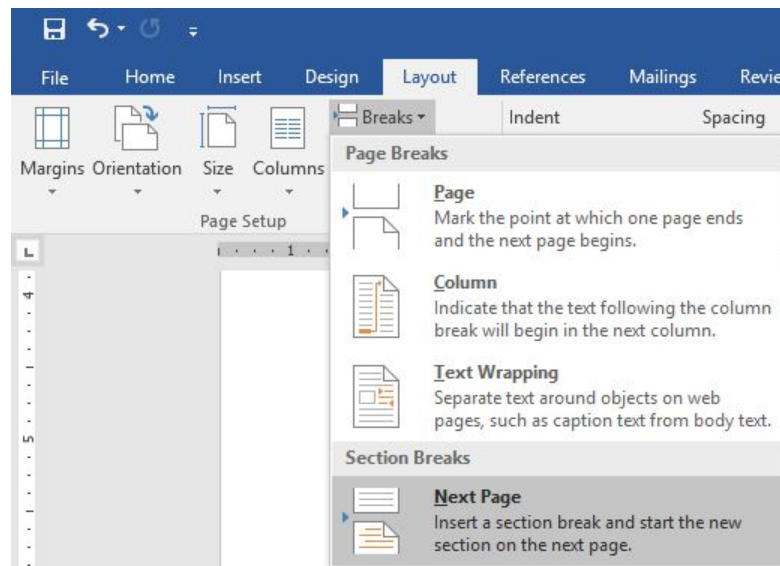 File Home Insert Design Layout References Mailings Revie
Breaks Indent Spacing
Margins Orientation Size Columns
Page Setup
1
4
5
Page Breaks
Page
Mark the point at which one page ends
and the next page begins.
Column
Indicate that the text following the column
break will begin in the next column.
Text Wrapping
Separate text around objects on web
pages, such as caption text from body text.
Section Breaks
Next Page
Insert a section break and start the new
section on the next page.